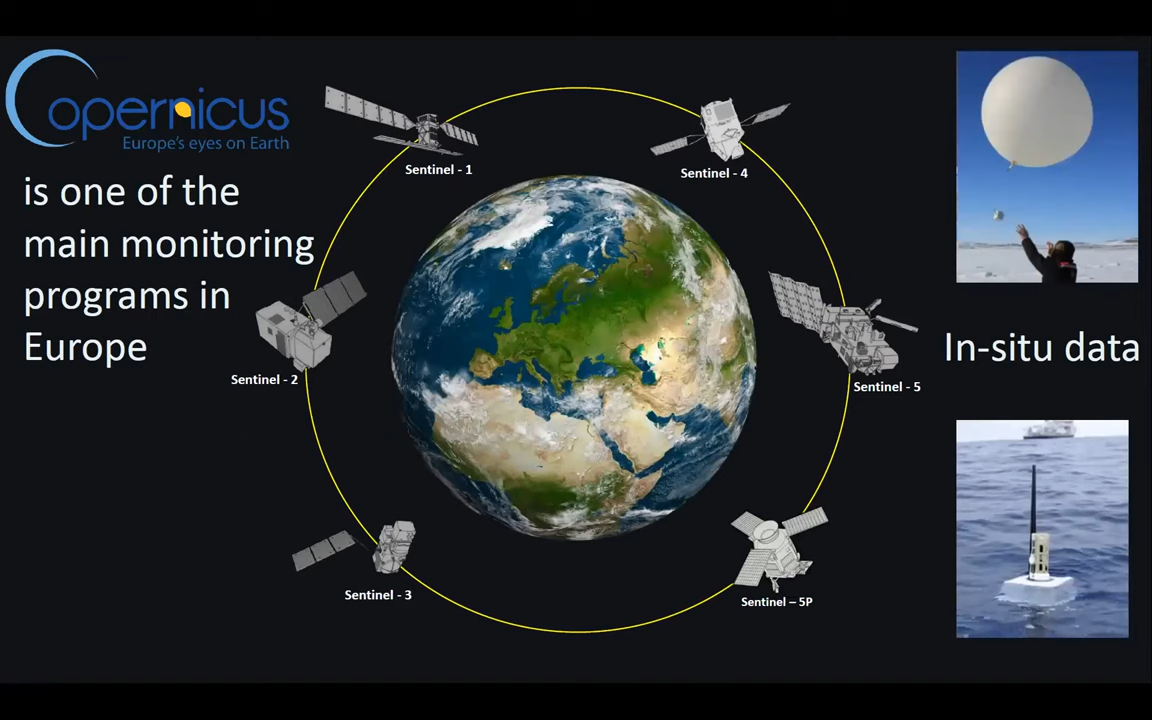 Copernicus
Europe's eyes on Earth
is one of the
main monitoring
programs in
Europe
Sentinel - 1
Sentinel - 4
Sentinel - 2
Sentinel - 5
Sentinel - 3
Sentinel – 5P
In-situ data